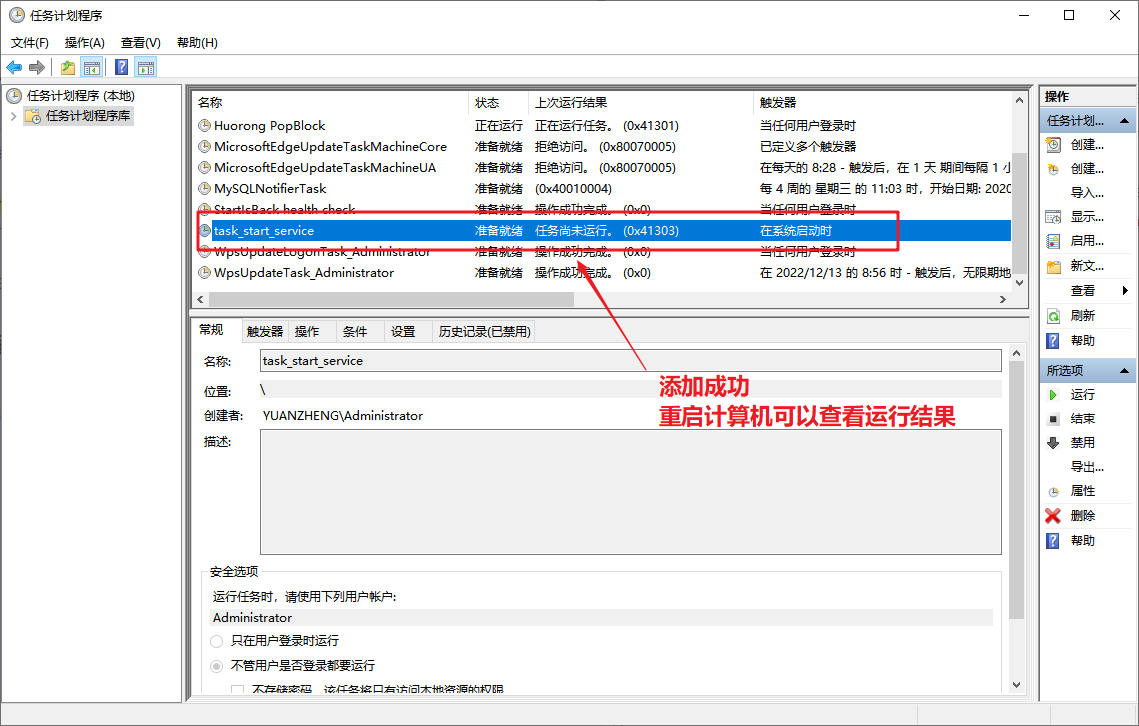 任务计划程序
文件(F) 操作(A) 查看(V) 帮助(H)
任务计划程序 (本地)
任务计划程序库
名称 状态 上次运行结果 触发器
Huorong PopBlock 正在运行 正在运行任务。 (0x41301) 当任何用户登录时
MicrosoftEdgeUpdateTaskMachineCore 准备就绪 拒绝访问。 (0x80070005) 已定义多个触发器
MicrosoftEdgeUpdateTaskMachineUA 准备就绪 拒绝访问。 (0x80070005) 在每天的 8:28 - 触发后，在 1 天 期间每隔 1 小
MySQLNotifierTask 准备就绪 (0x40010004) 每 4 周的 星期三 的 11:03 时，开始日期: 2020
StartIsBack health check 准备就绪 操作成功完成。 (0x0) 当任何用户登录时
task_start_service 准备就绪 任务尚未运行。 (0x41303) 在系统启动时
WpsUpdateLogonTask_Administrator 准备就绪 操作成功完成。 (0x0) 当任何用户登录时
WpsUpdateTask_Administrator 准备就绪 操作成功完成。 (0x0) 在 2022/12/13 的 8:56 时 - 触发后，无限期地
常规 触发器 操作 条件 设置 历史记录(已禁用)
名称: task_start_service
位置: \
创建者: YUANZHENG\Administrator
描述:
添加成功
重启计算机可以查看运行结果
安全选项
运行任务时，请使用下列用户帐户:
Administrator
只在用户登录时运行
不管用户是否登录都要运行
不存储密码。该任务将只有访问本地资源的权限
操作
任务计划...
创建...
创建...
导入...
显示...
启用...
新文...
查看
刷新
帮助
所选项
运行
结束
禁用
导出...
属性
删除
帮助